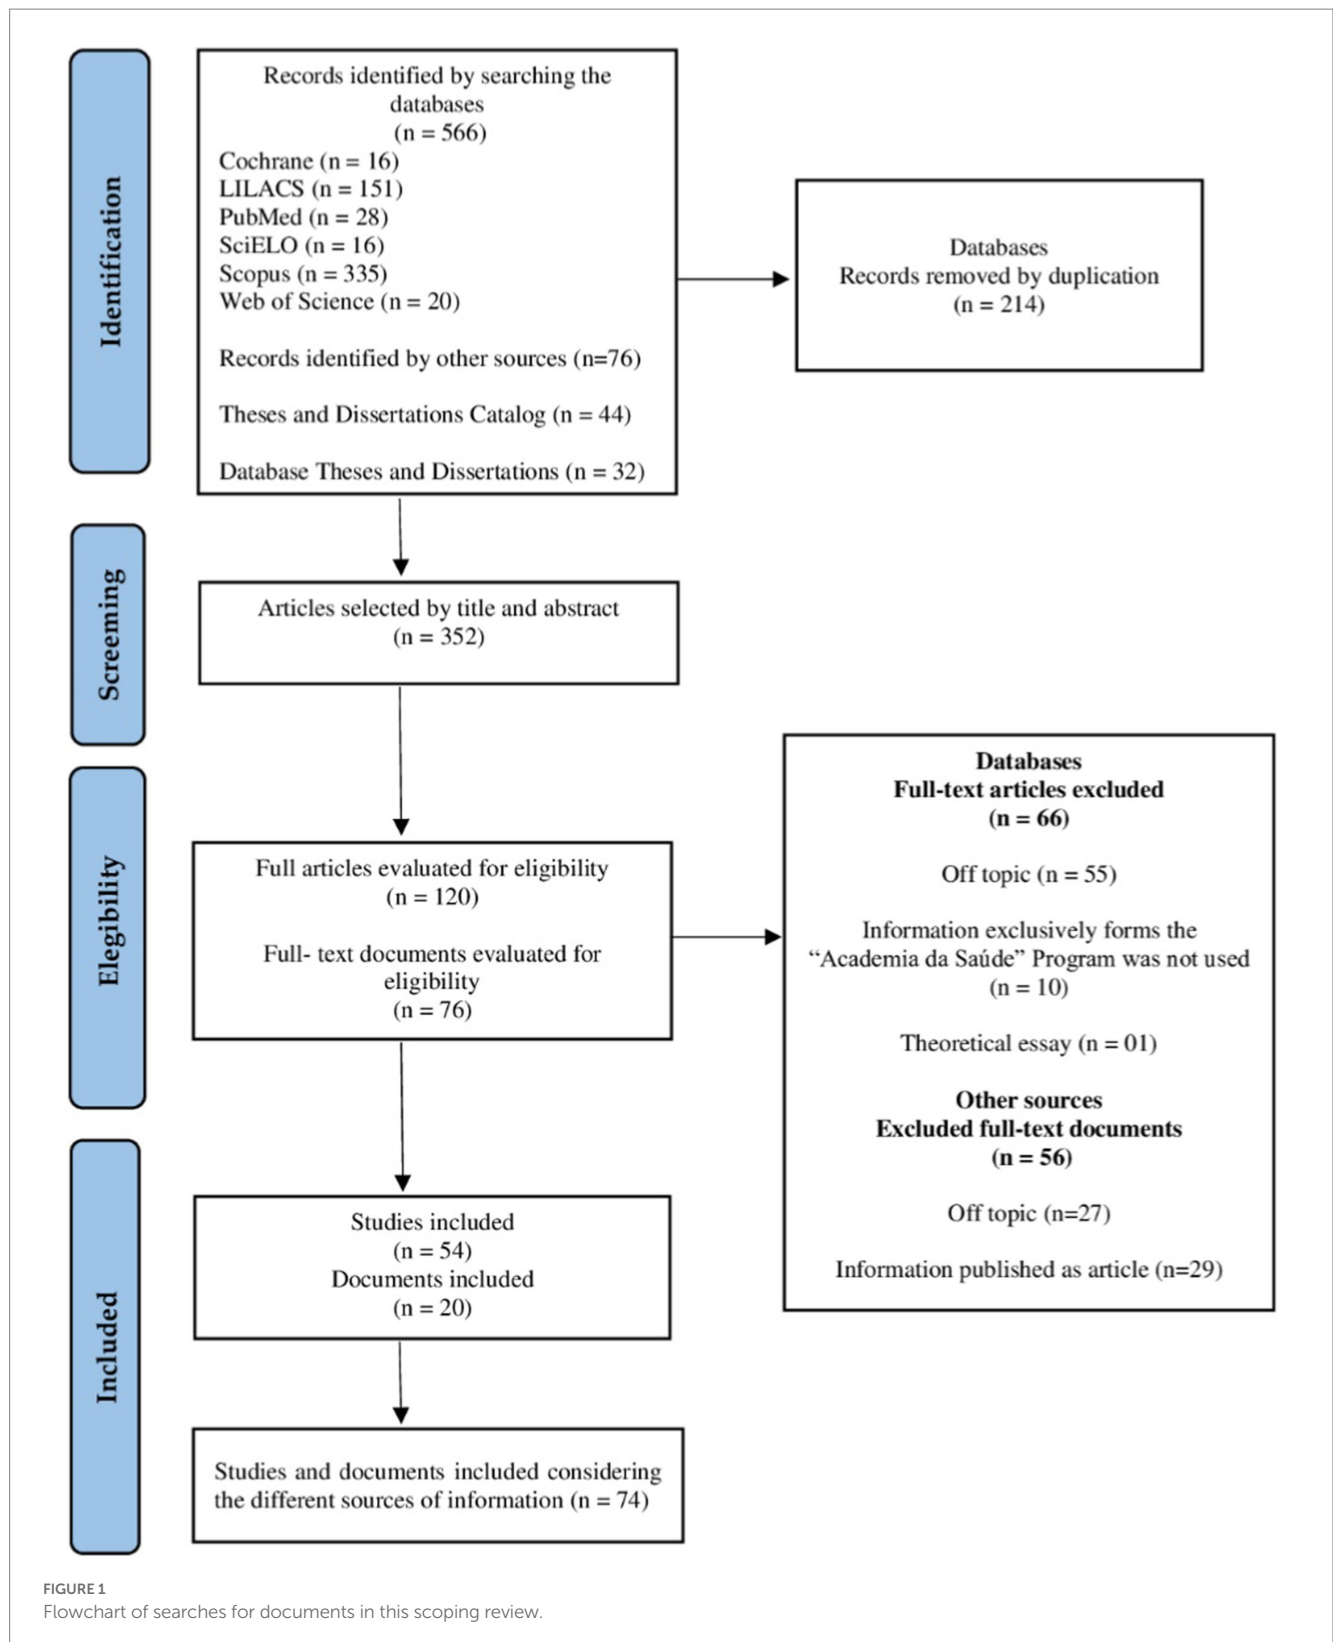 Identification
Records identified by searching the
databases
(n = 566)
Cochrane (n = 16)
LILACS (n = 151)
PubMed (n = 28)
SciELO (n = 16)
Scopus (n = 335)
Web of Science (n = 20)
Records identified by other sources (n=76)
Theses and Dissertations Catalog (n = 44)
Database Theses and Dissertations (n = 32)
Databases
Records removed by duplication
(n = 214)
Screeming
Articles selected by title and abstract
(n = 352)
Elegibility
Full articles evaluated for eligibility
(n = 120)
Full- text documents evaluated for
eligibility
(n = 76)
Databases
Full-text articles excluded
(n = 66)
Off topic (n = 55)
Information exclusively forms the
“Academia da Saúde” Program was not used
(n = 10)
Theoretical essay (n = 01)
Other sources
Excluded full-text documents
(n = 56)
Off topic (n=27)
Information published as article (n=29)
Included
Studies included
(n = 54)
Documents included
(n = 20)
Studies and documents included considering
the different sources of information (n = 74)
FIGURE 1
Flowchart of searches for documents in this scoping review.